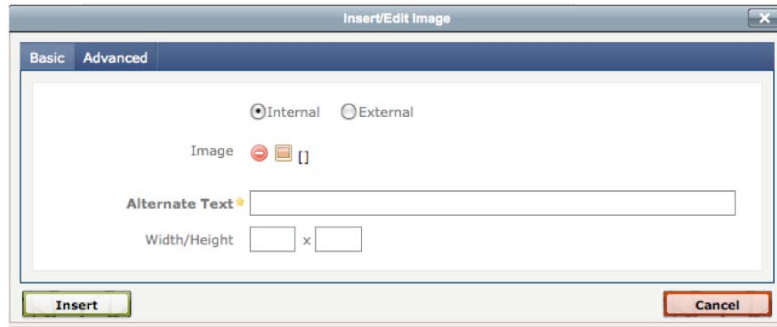 Insert/Edit Image
Basic Advanced
Internal External
Image []
Alternate Text
Width/Height x
Insert Cancel